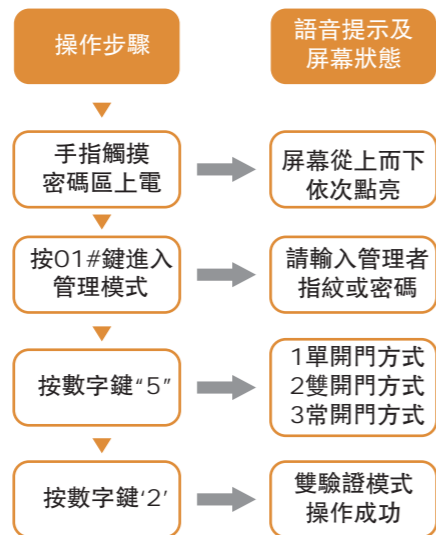 操作步驟
語音提示及
屏幕狀態
手指觸摸
密碼區上電
屏幕從上而下
依次點亮
按01#鍵進入
管理模式
請輸入管理者
指紋或密碼
按數字鍵“5”
1單開門方式
2雙開門方式
3常開門方式
按數字鍵‘2’
雙驗證模式
操作成功